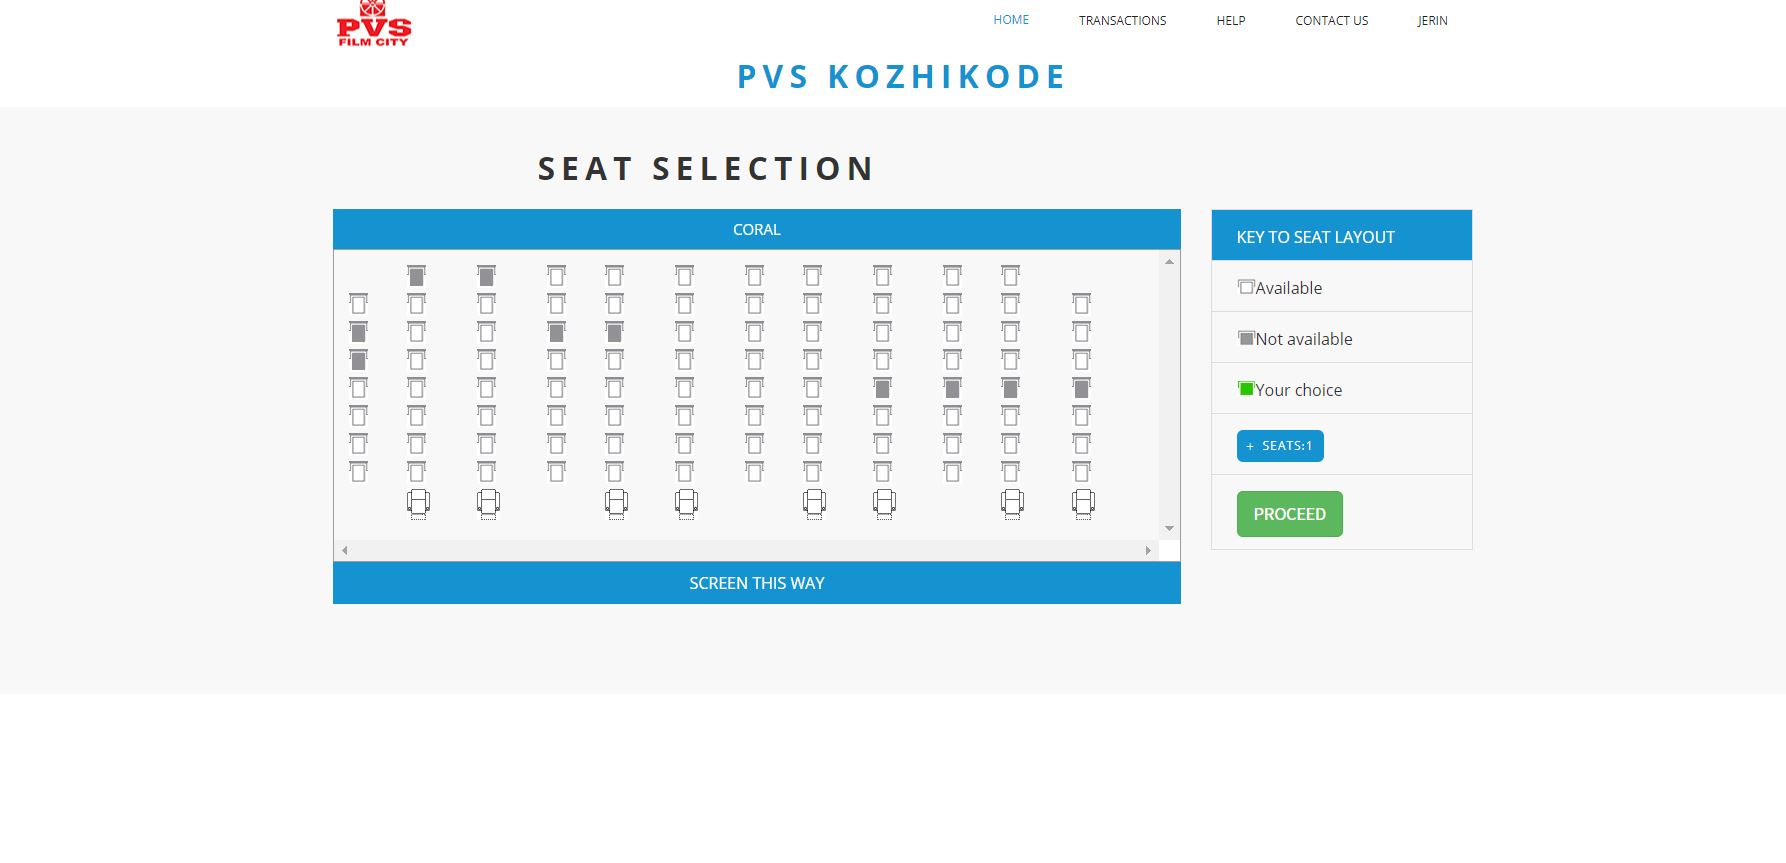 PVS
FILM CITY
HOME
TRANSACTIONS
HELP
CONTACT US
JERIN
PVS KOZHIKODE
SEAT SELECTION
CORAL
SCREEN THIS WAY
KEY TO SEAT LAYOUT
Available
Not available
Your choice
+ SEATS:1
PROCEED